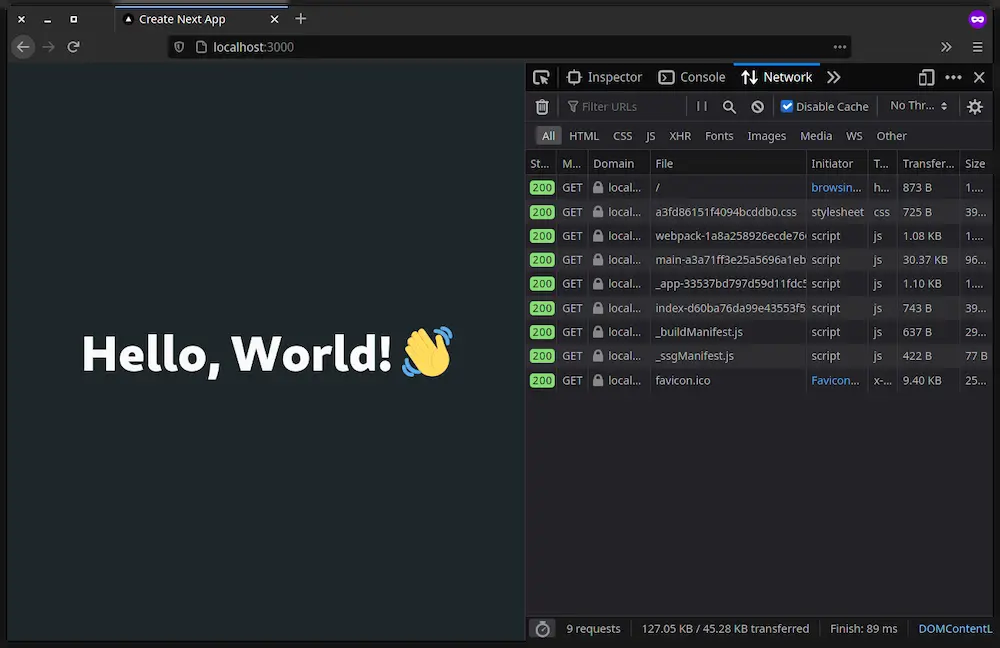 Create Next App
localhost:3000
Inspector Console Network
Filter URLs Disable Cache No Thr...
All HTML CSS JS XHR Fonts Images Media WS Other
St... M... Domain File Initiator T... Transfer... Size
200 GET local... / browsin... h... 873 B 1....
200 GET local... a3fd86151f4094bcddb0.css stylesheet css 725 B 39...
200 GET local... webpack-1a8a258926ecde76 script js 1.08 KB 1....
200 GET local... main-a3a71ff3e25a5696a1eb script js 30.37 KB 96...
200 GET local... _app-33537bd797d59d11fdc5 script js 1.10 KB 1....
200 GET local... index-d60ba76da99e43553f5 script js 743 B 39...
200 GET local... _buildManifest.js script js 637 B 29...
200 GET local... _ssgManifest.js script js 422 B 77 B
200 GET local... favicon.ico Favicon... x-... 9.40 KB 25...
Hello, World! 👋
9 requests 127.05 KB / 45.28 KB transferred Finish: 89 ms DOMContentL